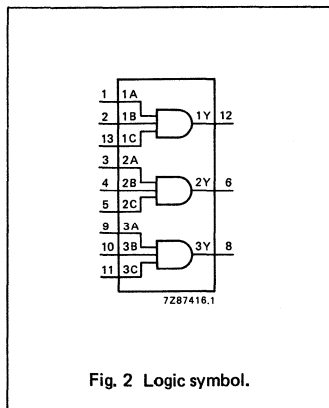 1 1A
2 1B 1Y 12
13 1C
3 2A
4 2B 2Y 6
5 2C
9 3A
10 3B 3Y 8
11 3C
7Z87416.1
Fig. 2 Logic symbol.